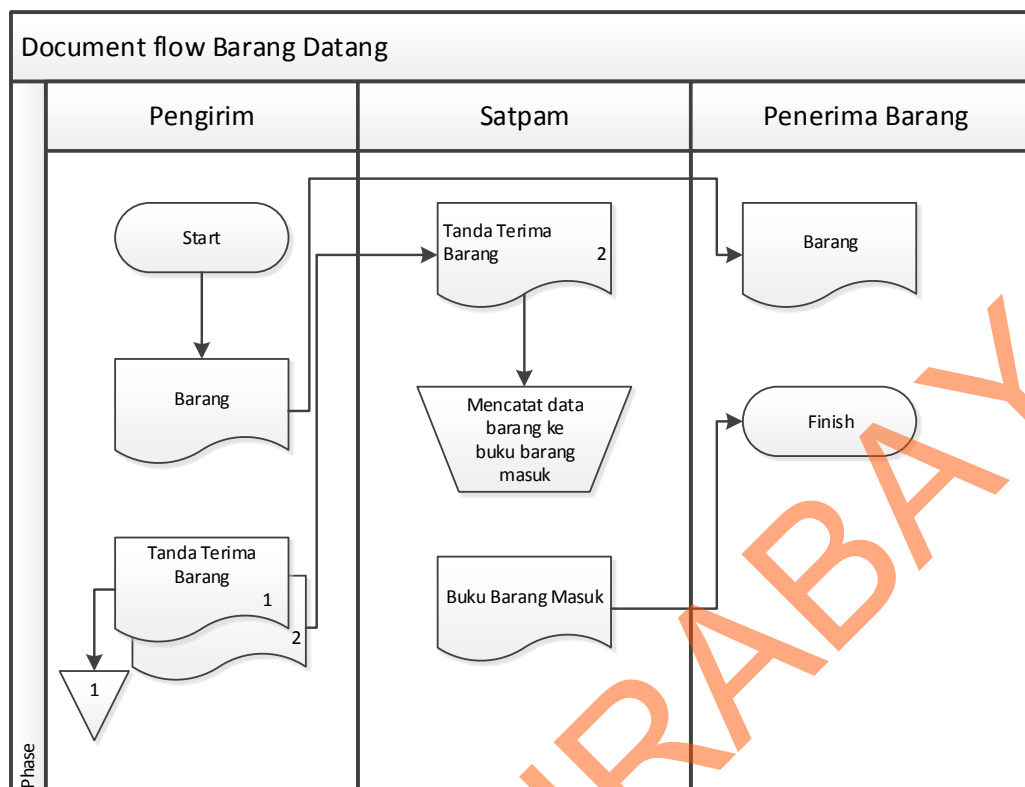 Document flow Barang Datang
Pengirim
Satpam
Penerima Barang
Phase
Start
Barang
Tanda Terima
Barang
1
2
1
Tanda Terima
Barang
2
Mencatat data
barang ke
buku barang
masuk
Buku Barang Masuk
Barang
Finish
RABAY